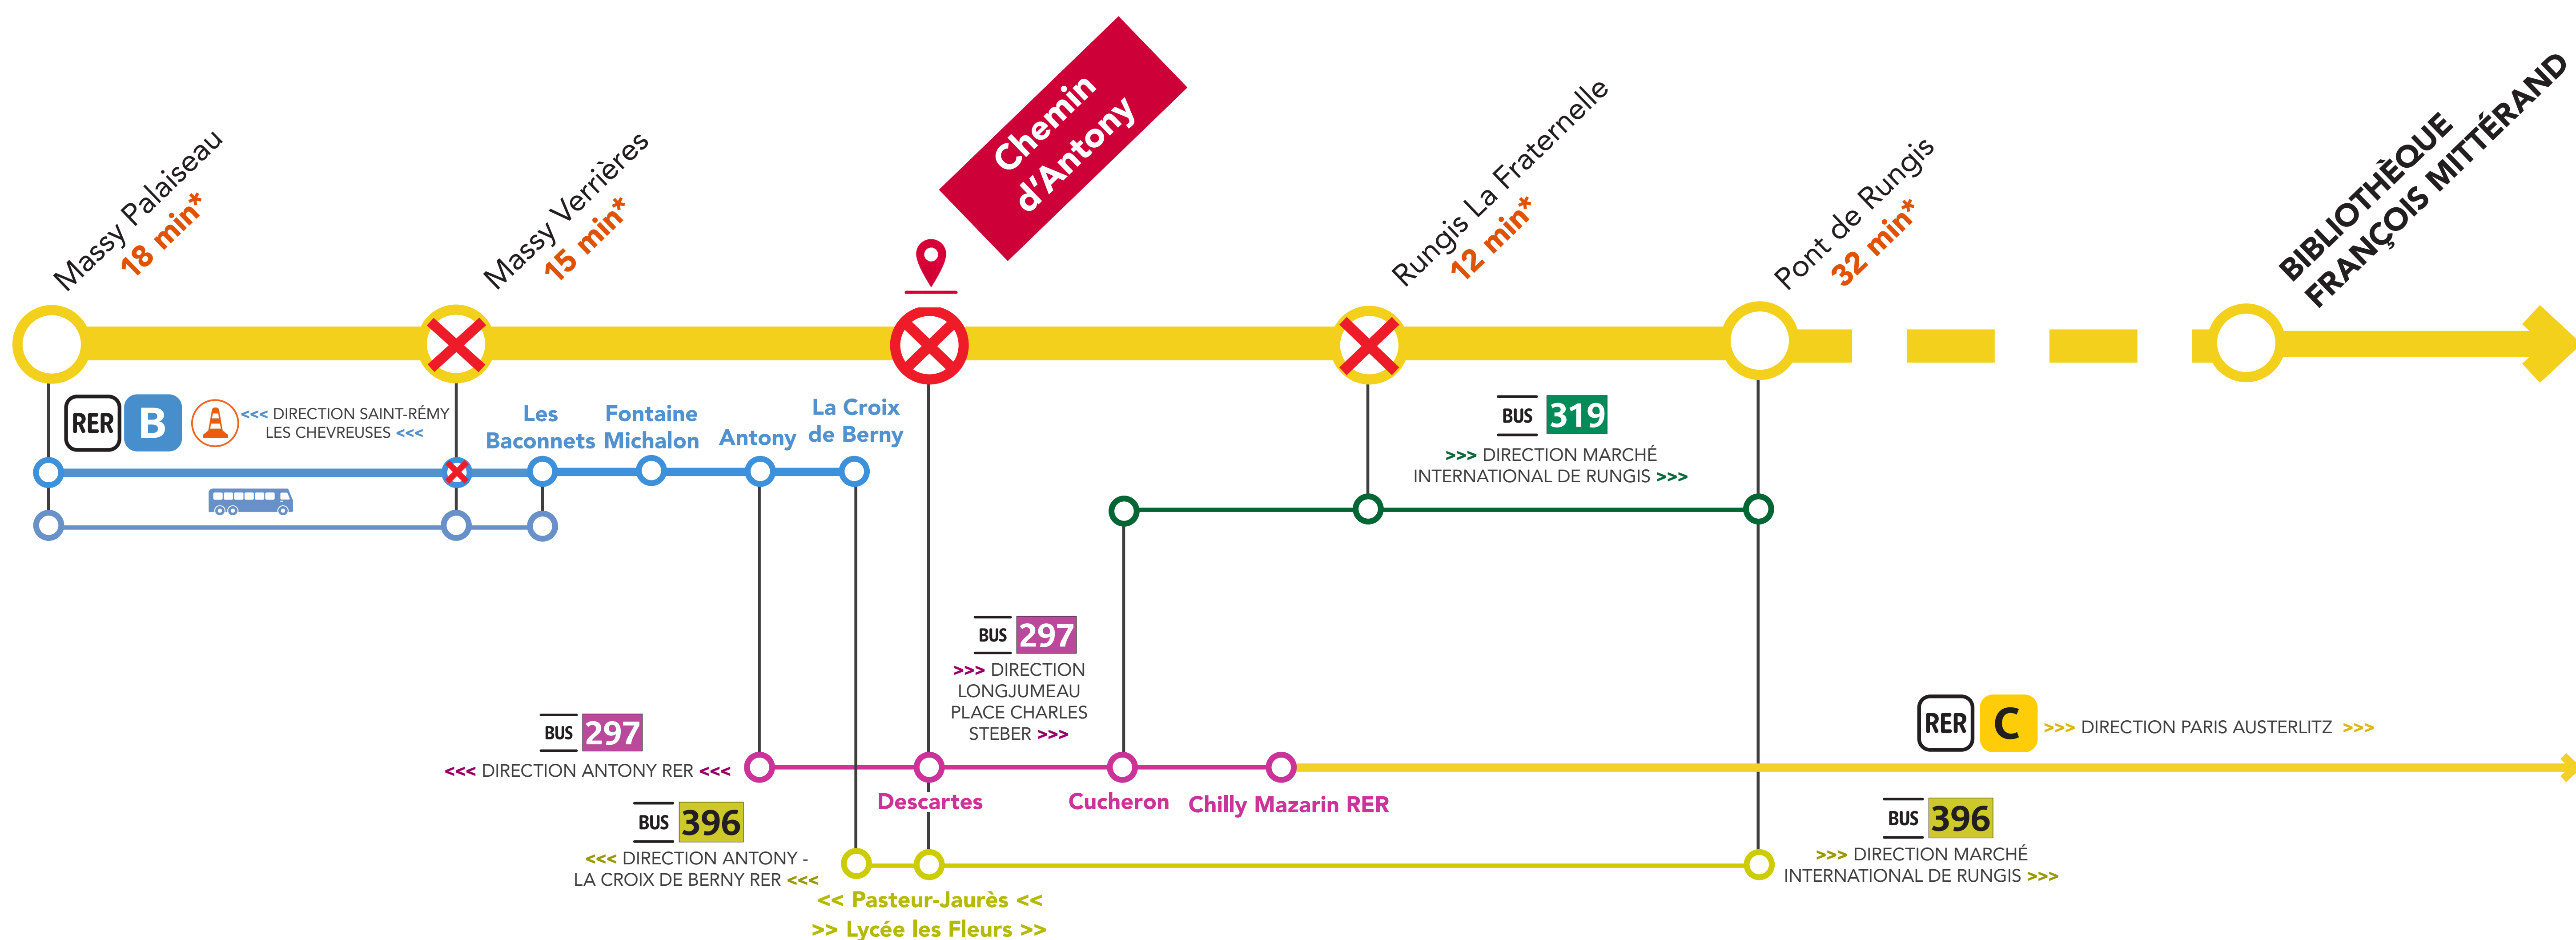 Massy Palaiseau
18 min*
Massy Verrières
15 min*
Chemin
d'Antony
Rungis La Fraternelle
12 min*
Pont de Rungis
32 min*
BIBLIOTHÈQUE
FRANÇOIS MITTÉRAND
RER B
<<< DIRECTION SAINT-RÉMY
LES CHEVREUSES <<<
Les
Baconnets
Fontaine
Michalon
Antony
La Croix
de Berny
BUS 319
>>> DIRECTION MARCHÉ
INTERNATIONAL DE RUNGIS >>>
BUS 297
>>> DIRECTION
LONGJUMEAU
PLACE CHARLES
STEBER >>>
BUS 297
<<< DIRECTION ANTONY RER <<<
RER C
>>> DIRECTION PARIS AUSTERLITZ >>>
Descartes
Cucheron
Chilly Mazarin RER
BUS 396
<<< DIRECTION ANTONY -
LA CROIX DE BERNY RER <<<
BUS 396
>>> DIRECTION MARCHÉ
INTERNATIONAL DE RUNGIS >>>
<< Pasteur-Jaurès <<
>> Lycée les Fleurs >>